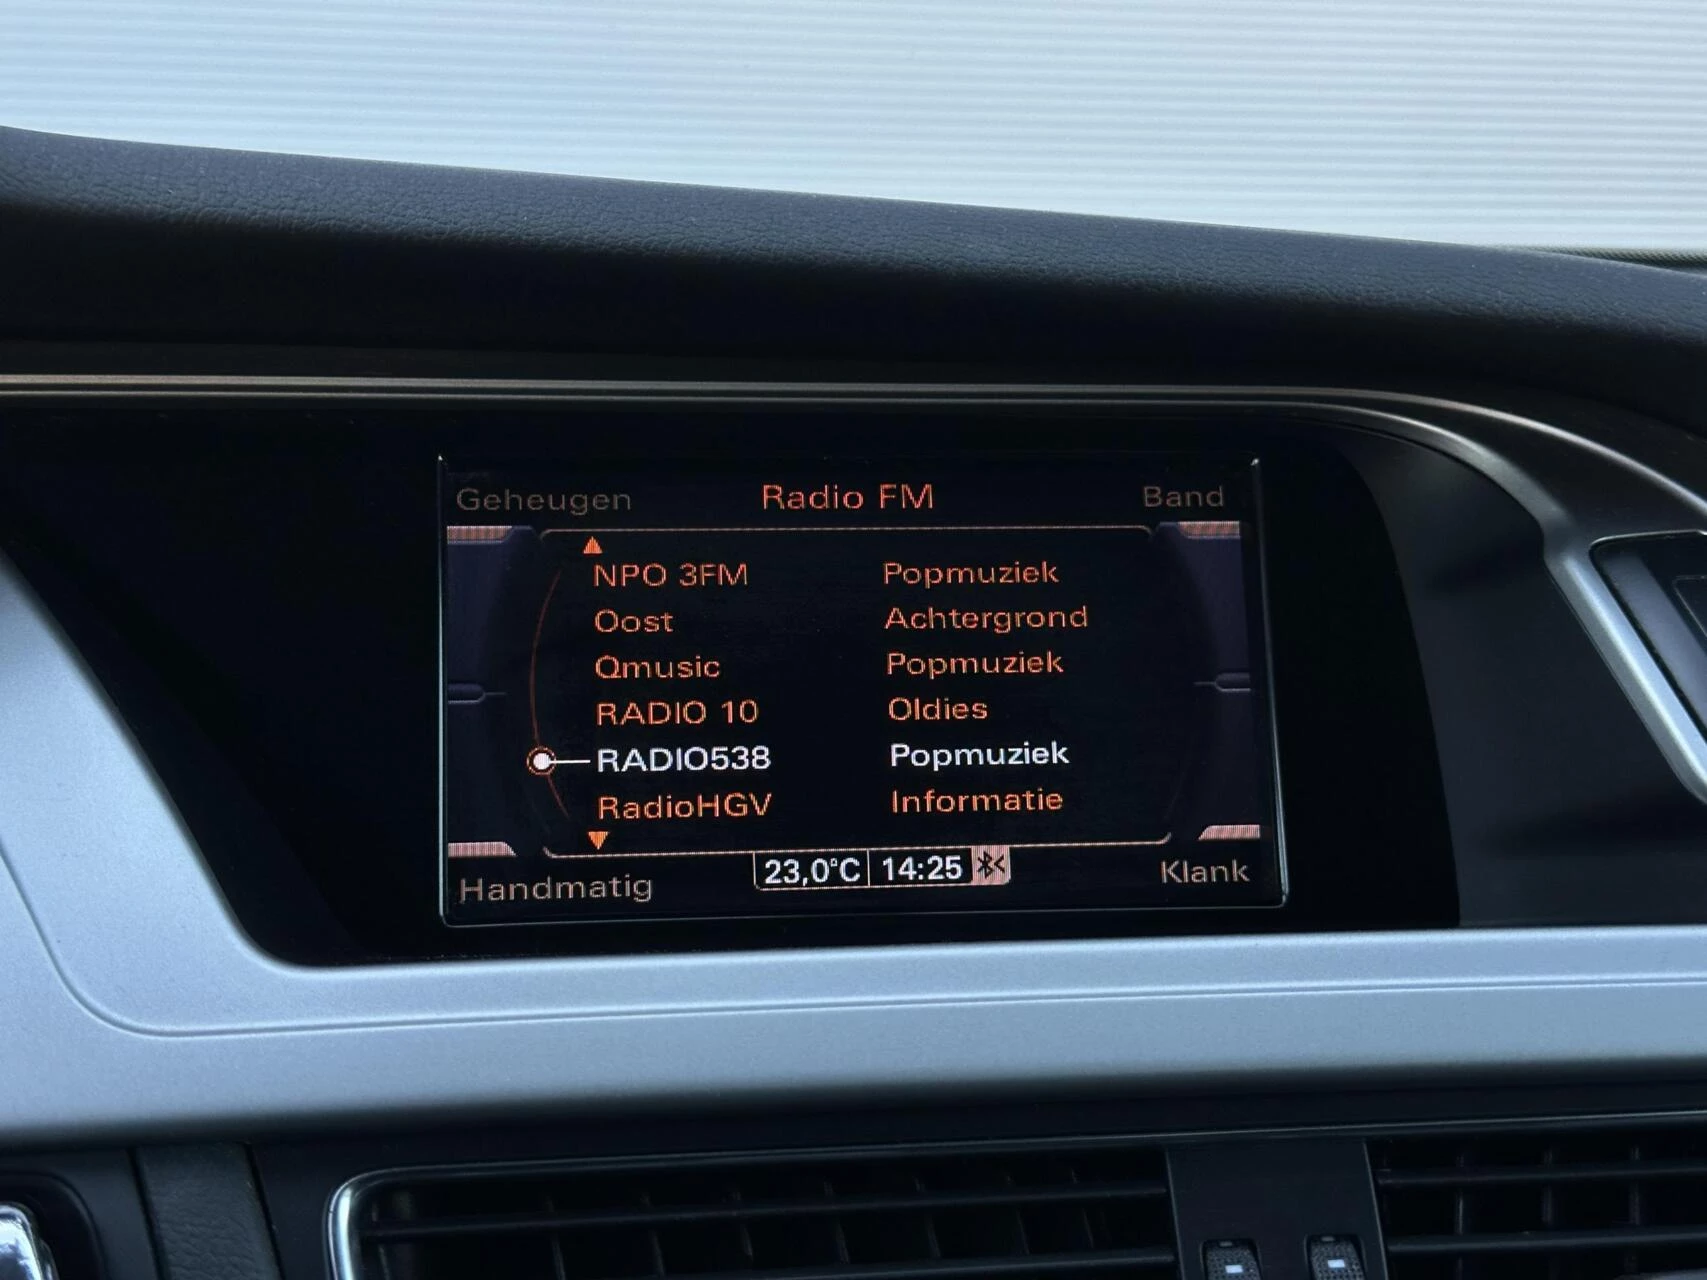 Geheugen Radio FM Band
NPO 3FM Popmuziek
Oost Achtergrond
Qmusic Popmuziek
RADIO 10 Oldies
RADIO538 Popmuziek
RadioHGV Informatie
23,0°C 14:25
Handmatig Klank